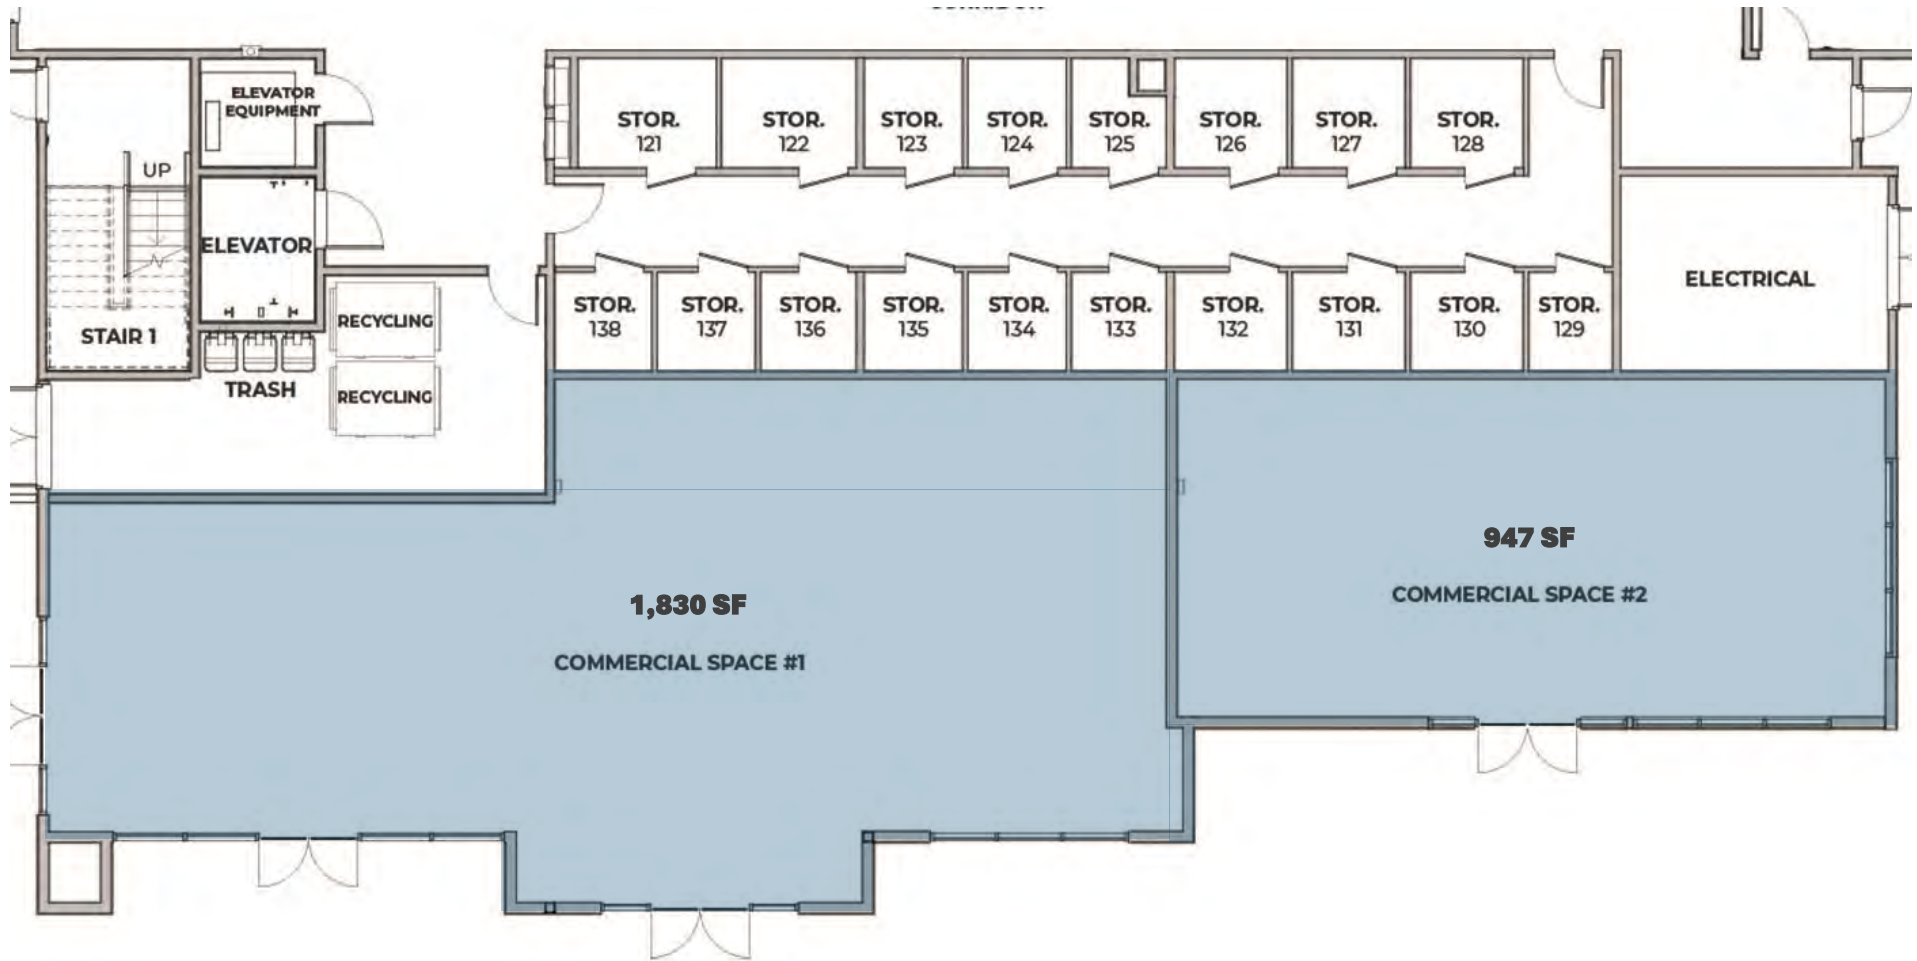 ELEVATOR
EQUIPMENT
STOR.
121
STOR.
122
STOR.
123
STOR.
124
STOR.
125
STOR.
126
STOR.
127
STOR.
128
UP
ELEVATOR
STAIR 1
TRASH
RECYCLING
RECYCLING
STOR.
138
STOR.
137
STOR.
136
STOR.
135
STOR.
134
STOR.
133
STOR.
132
STOR.
131
STOR.
130
STOR.
129
ELECTRICAL
1,830 SF
COMMERCIAL SPACE #1
947 SF
COMMERCIAL SPACE #2